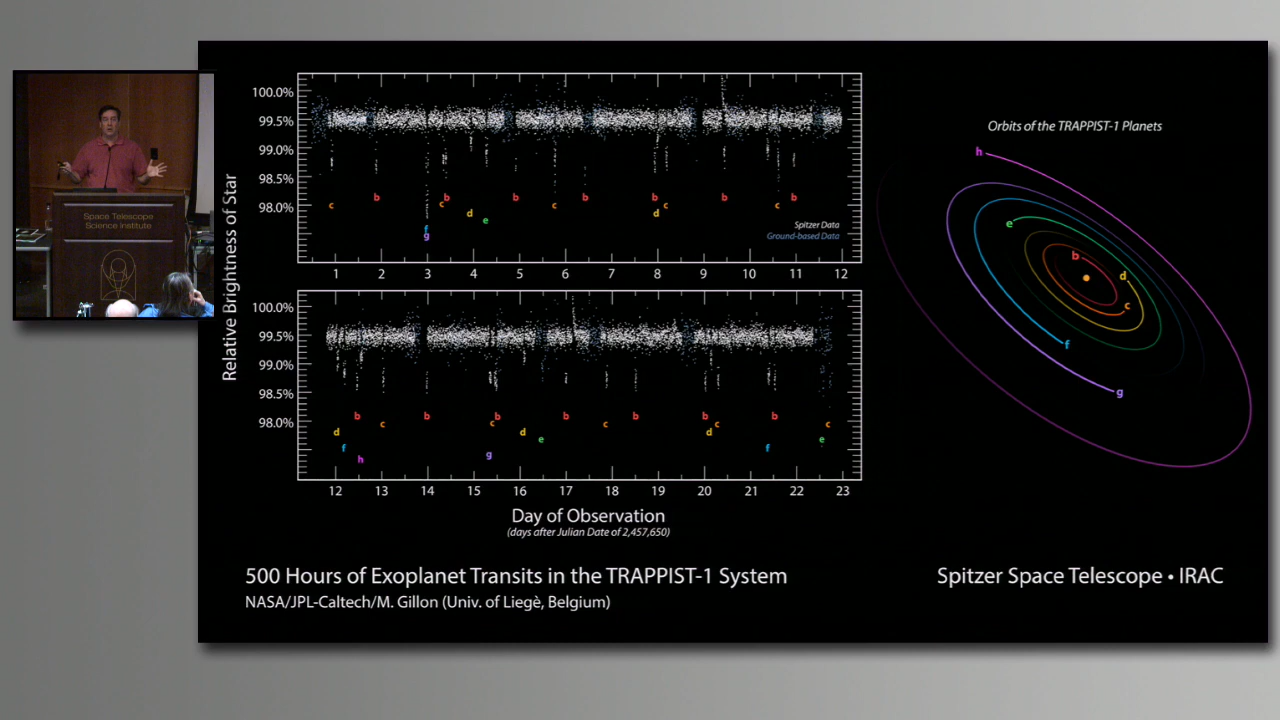 Space Telescope
Science Institute
Relative Brightness of Star
100.0%
99.5%
99.0%
98.5%
98.0%
c b g f c b d e b c b b d c b c b
Spitzer Data
Ground-based Data
1 2 3 4 5 6 7 8 9 10 11 12
100.0%
99.5%
99.0%
98.5%
98.0%
d f b h c b g c b d e b c b b d c f b e c
12 13 14 15 16 17 18 19 20 21 22 23
Day of Observation
(days after Julian Date of 2,457,650)
Orbits of the TRAPPIST-1 Planets
h
e
b
d
c
f
g
500 Hours of Exoplanet Transits in the TRAPPIST-1 System
NASA/JPL-Caltech/M. Gillon (Univ. of Liegè, Belgium)
Spitzer Space Telescope • IRAC